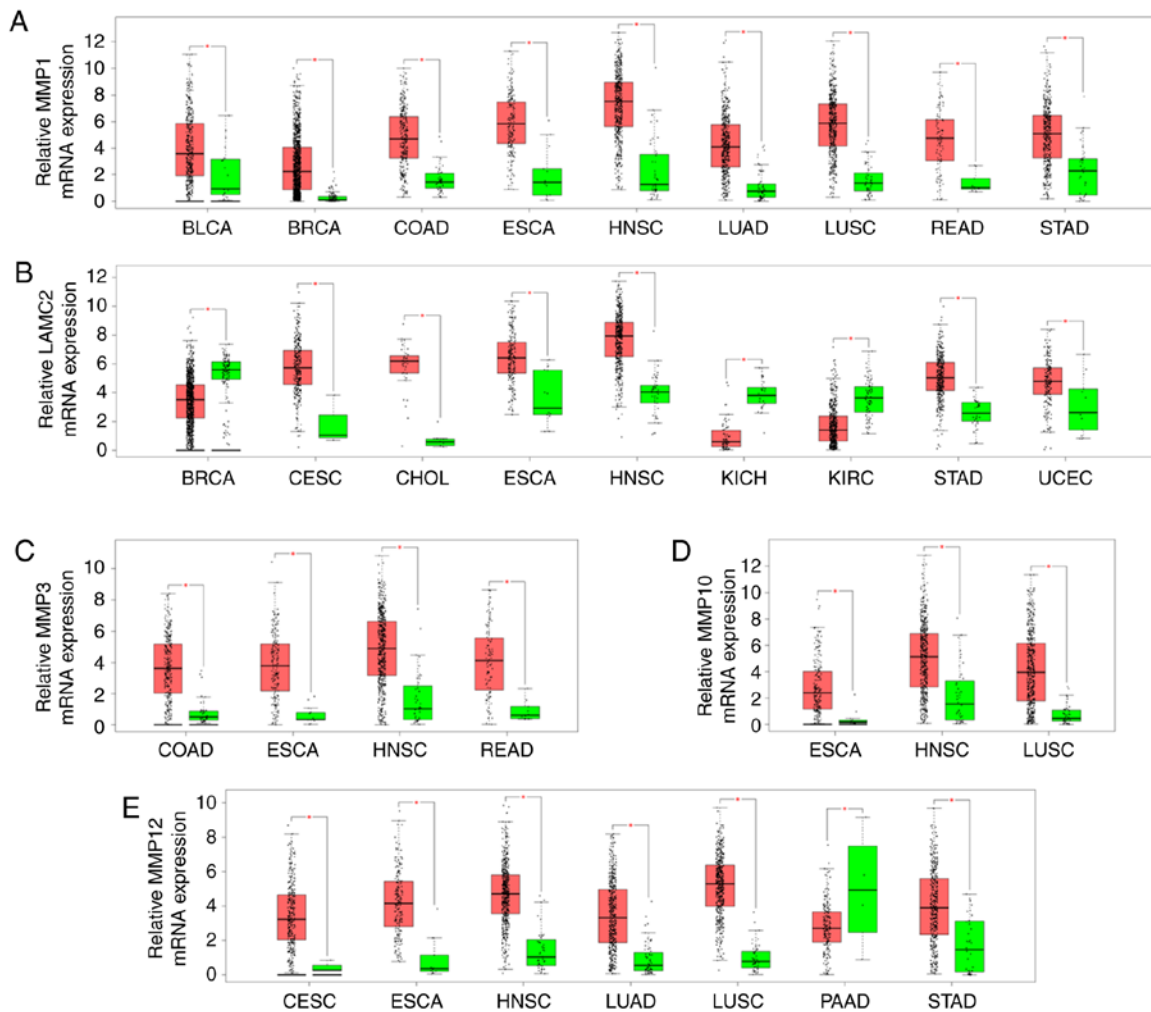 A
Relative MMP1
mRNA expression
12
10
8
6
4
2
0
BLCA BRCA COAD ESCA HNSC LUAD LUSC READ STAD
B
Relative LAMC2
mRNA expression
12
10
8
6
4
2
0
BRCA CESC CHOL ESCA HNSC KICH KIRC STAD UCEC
C
Relative MMP3
mRNA expression
10
8
6
4
2
0
COAD ESCA HNSC READ
D
Relative MMP10
mRNA expression
12
10
8
6
4
2
0
ESCA HNSC LUSC
E
Relative MMP12
mRNA expression
10
8
6
4
2
0
CESC ESCA HNSC LUAD LUSC PAAD STAD